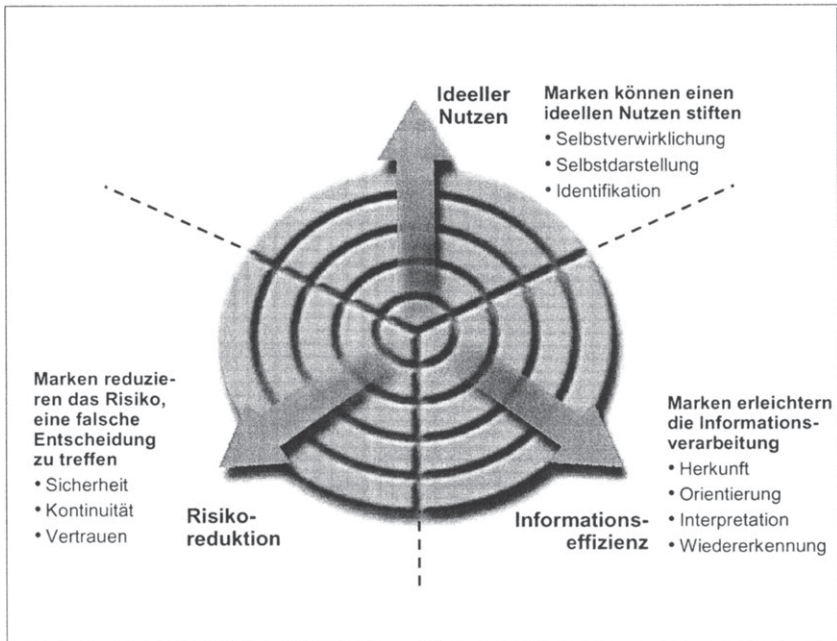 Ideeller
Nutzen
Marken können einen
ideellen Nutzen stiften
• Selbstverwirklichung
• Selbstdarstellung
• Identifikation
Marken reduzie-
ren das Risiko,
eine falsche
Entscheidung
zu treffen
• Sicherheit
• Kontinuität
• Vertrauen
Risiko-
reduktion
Informations-
effizienz
Marken erleichtern
die Informations-
verarbeitung
• Herkunft
• Orientierung
• Interpretation
• Wiedererkennung